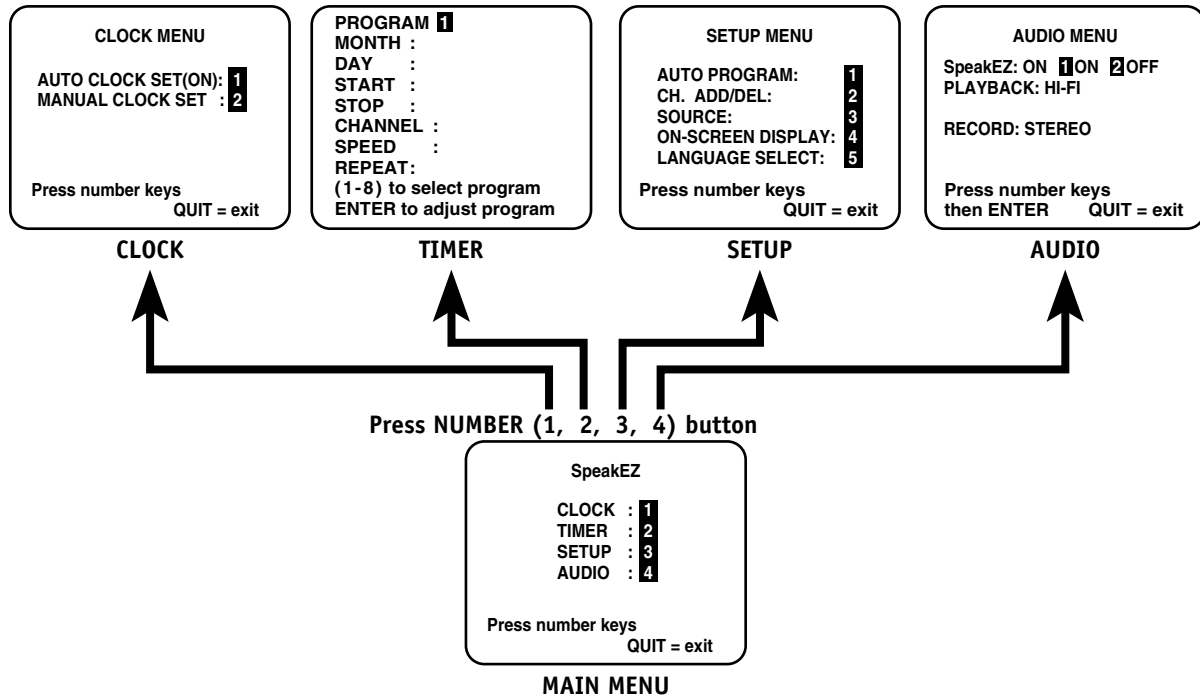 CLOCK MENU
AUTO CLOCK SET(ON): 1
MANUAL CLOCK SET : 2
Press number keys
QUIT = exit
CLOCK
PROGRAM 1
MONTH :
DAY :
START :
STOP :
CHANNEL :
SPEED :
REPEAT:
(1-8) to select program
ENTER to adjust program
TIMER
SETUP MENU
AUTO PROGRAM: 1
CH. ADD/DEL: 2
SOURCE: 3
ON-SCREEN DISPLAY: 4
LANGUAGE SELECT: 5
Press number keys
QUIT = exit
SETUP
AUDIO MENU
SpeakEZ: ON 1 ON 2 OFF
PLAYBACK: HI-FI
RECORD: STEREO
Press number keys
then ENTER QUIT = exit
AUDIO
Press NUMBER (1, 2, 3, 4) button
SpeakEZ
CLOCK : 1
TIMER : 2
SETUP : 3
AUDIO : 4
Press number keys
QUIT = exit
MAIN MENU